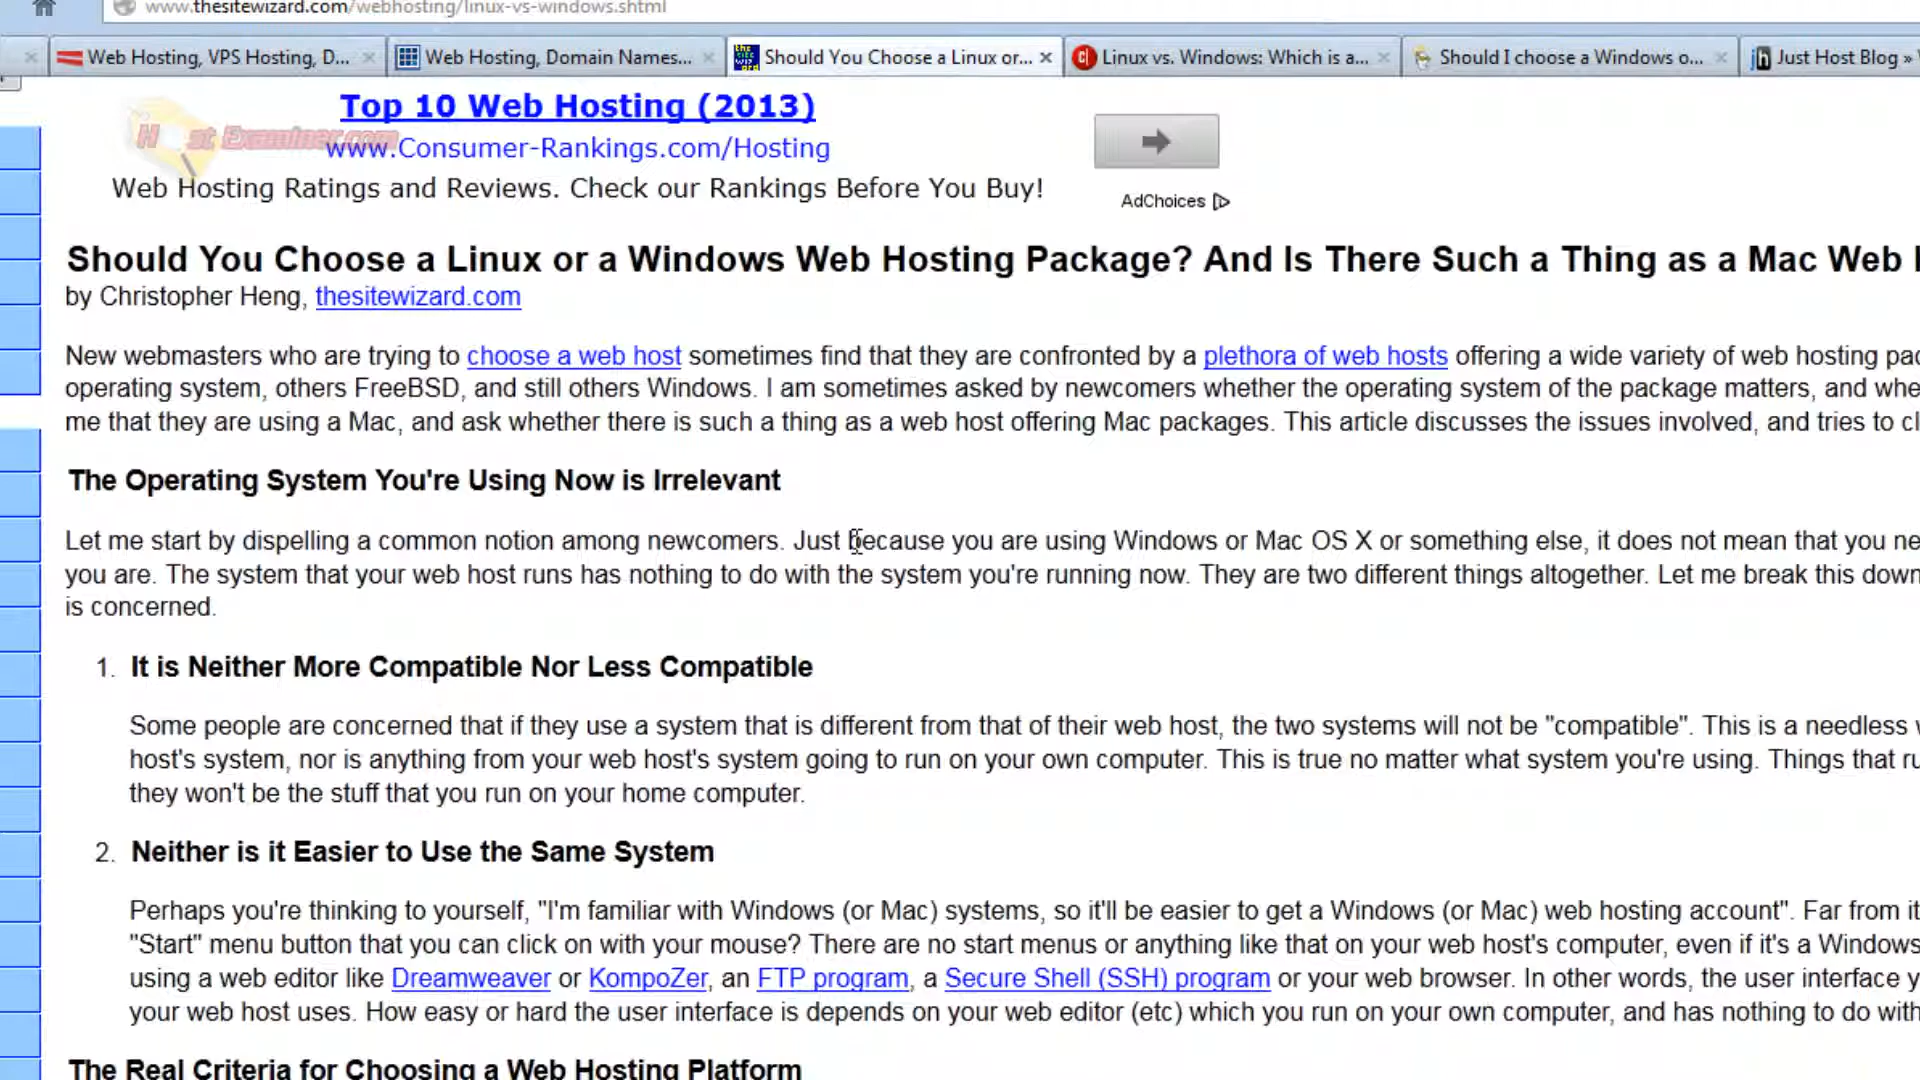 www.thesitewizard.com/webhosting/linux-vs-windows.shtml
Web Hosting, VPS Hosting, D...
Web Hosting, Domain Names...
Should You Choose a Linux or...
Linux vs. Windows: Which is a...
Should I choose a Windows o...
Just Host Blog »
Top 10 Web Hosting (2013)
Host Examiner.com
www.Consumer-Rankings.com/Hosting
Web Hosting Ratings and Reviews. Check our Rankings Before You Buy!
AdChoices
Should You Choose a Linux or a Windows Web Hosting Package? And Is There Such a Thing as a Mac Web
by Christopher Heng, thesitewizard.com
New webmasters who are trying to choose a web host sometimes find that they are confronted by a plethora of web hosts offering a wide variety of web hosting pac
operating system, others FreeBSD, and still others Windows. I am sometimes asked by newcomers whether the operating system of the package matters, and whe
me that they are using a Mac, and ask whether there is such a thing as a web host offering Mac packages. This article discusses the issues involved, and tries to cl
The Operating System You're Using Now is Irrelevant
Let me start by dispelling a common notion among newcomers. Just because you are using Windows or Mac OS X or something else, it does not mean that you ne
you are. The system that your web host runs has nothing to do with the system you're running now. They are two different things altogether. Let me break this down
is concerned.
1. It is Neither More Compatible Nor Less Compatible
Some people are concerned that if they use a system that is different from that of their web host, the two systems will not be "compatible". This is a needless
host's system, nor is anything from your web host's system going to run on your own computer. This is true no matter what system you're using. Things that ru
they won't be the stuff that you run on your home computer.
2. Neither is it Easier to Use the Same System
Perhaps you're thinking to yourself, "I'm familiar with Windows (or Mac) systems, so it'll be easier to get a Windows (or Mac) web hosting account". Far from it
"Start" menu button that you can click on with your mouse? There are no start menus or anything like that on your web host's computer, even if it's a Windows
using a web editor like Dreamweaver or KompoZer, an FTP program, a Secure Shell (SSH) program or your web browser. In other words, the user interface y
your web host uses. How easy or hard the user interface is depends on your web editor (etc) which you run on your own computer, and has nothing to do with
The Real Criteria for Choosing a Web Hosting Platform